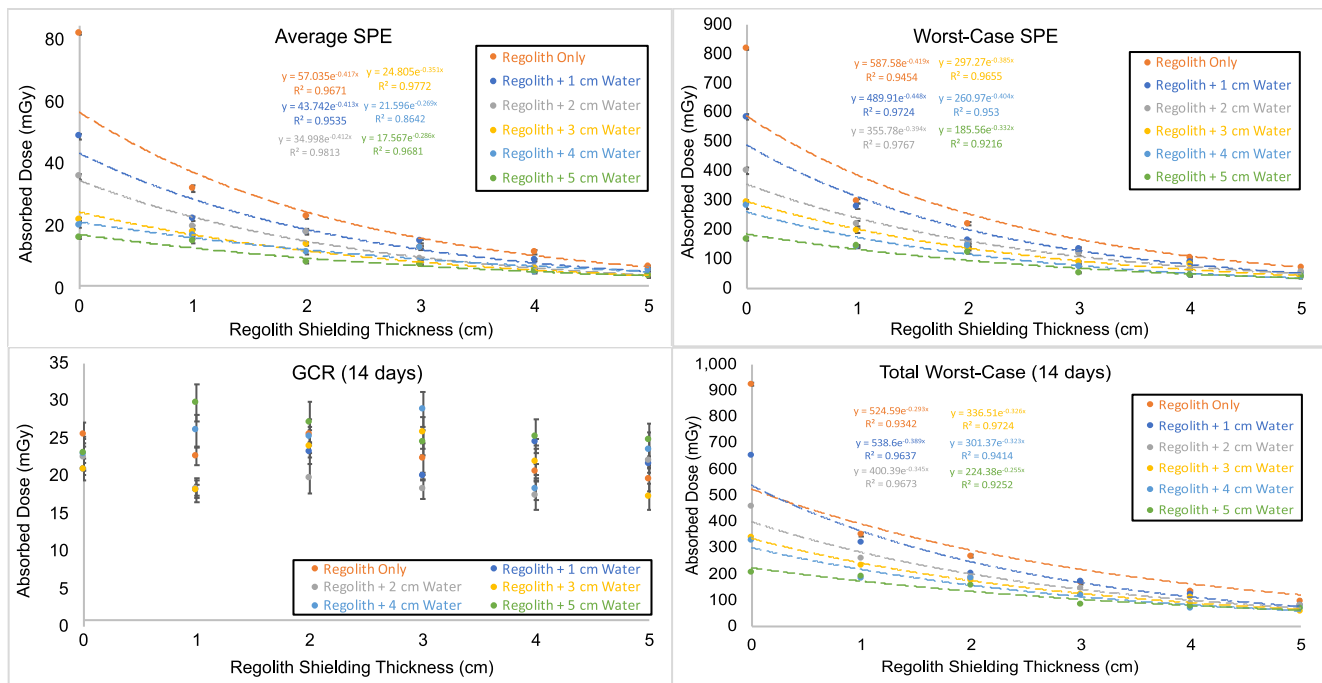 Average SPE
Absorbed Dose (mGy)
80
60
40
20
0
y = 57.035e-0.417x
R² = 0.9671
y = 24.805e-0.351x
R² = 0.9772
y = 43.742e-0.413x
R² = 0.9535
y = 21.596e-0.269x
R² = 0.8642
y = 34.998e-0.412x
R² = 0.9813
y = 17.567e-0.286x
R² = 0.9681
Regolith Only
Regolith + 1 cm Water
Regolith + 2 cm Water
Regolith + 3 cm Water
Regolith + 4 cm Water
Regolith + 5 cm Water
0 1 2 3 4 5
Regolith Shielding Thickness (cm)
Worst-Case SPE
Absorbed Dose (mGy)
900
800
700
600
500
400
300
200
100
0
y = 587.58e-0.419x
R² = 0.9454
y = 297.27e-0.385x
R² = 0.9655
y = 489.91e-0.448x
R² = 0.9724
y = 260.97e-0.404x
R² = 0.953
y = 355.78e-0.394x
R² = 0.9767
y = 185.56e-0.332x
R² = 0.9216
Regolith Only
Regolith + 1 cm Water
Regolith + 2 cm Water
Regolith + 3 cm Water
Regolith + 4 cm Water
Regolith + 5 cm Water
0 1 2 3 4 5
Regolith Shielding Thickness (cm)
GCR (14 days)
Absorbed Dose (mGy)
35
30
25
20
15
10
5
0
Regolith Only
Regolith + 1 cm Water
Regolith + 2 cm Water
Regolith + 3 cm Water
Regolith + 4 cm Water
Regolith + 5 cm Water
0 1 2 3 4 5
Regolith Shielding Thickness (cm)
Total Worst-Case (14 days)
Absorbed Dose (mGy)
1,000
900
800
700
600
500
400
300
200
100
0
y = 524.59e-0.293x
R² = 0.9342
y = 336.51e-0.326x
R² = 0.9724
y = 538.6e-0.389x
R² = 0.9637
y = 301.37e-0.323x
R² = 0.9414
y = 400.39e-0.345x
R² = 0.9673
y = 224.38e-0.255x
R² = 0.9252
Regolith Only
Regolith + 1 cm Water
Regolith + 2 cm Water
Regolith + 3 cm Water
Regolith + 4 cm Water
Regolith + 5 cm Water
0 1 2 3 4 5
Regolith Shielding Thickness (cm)